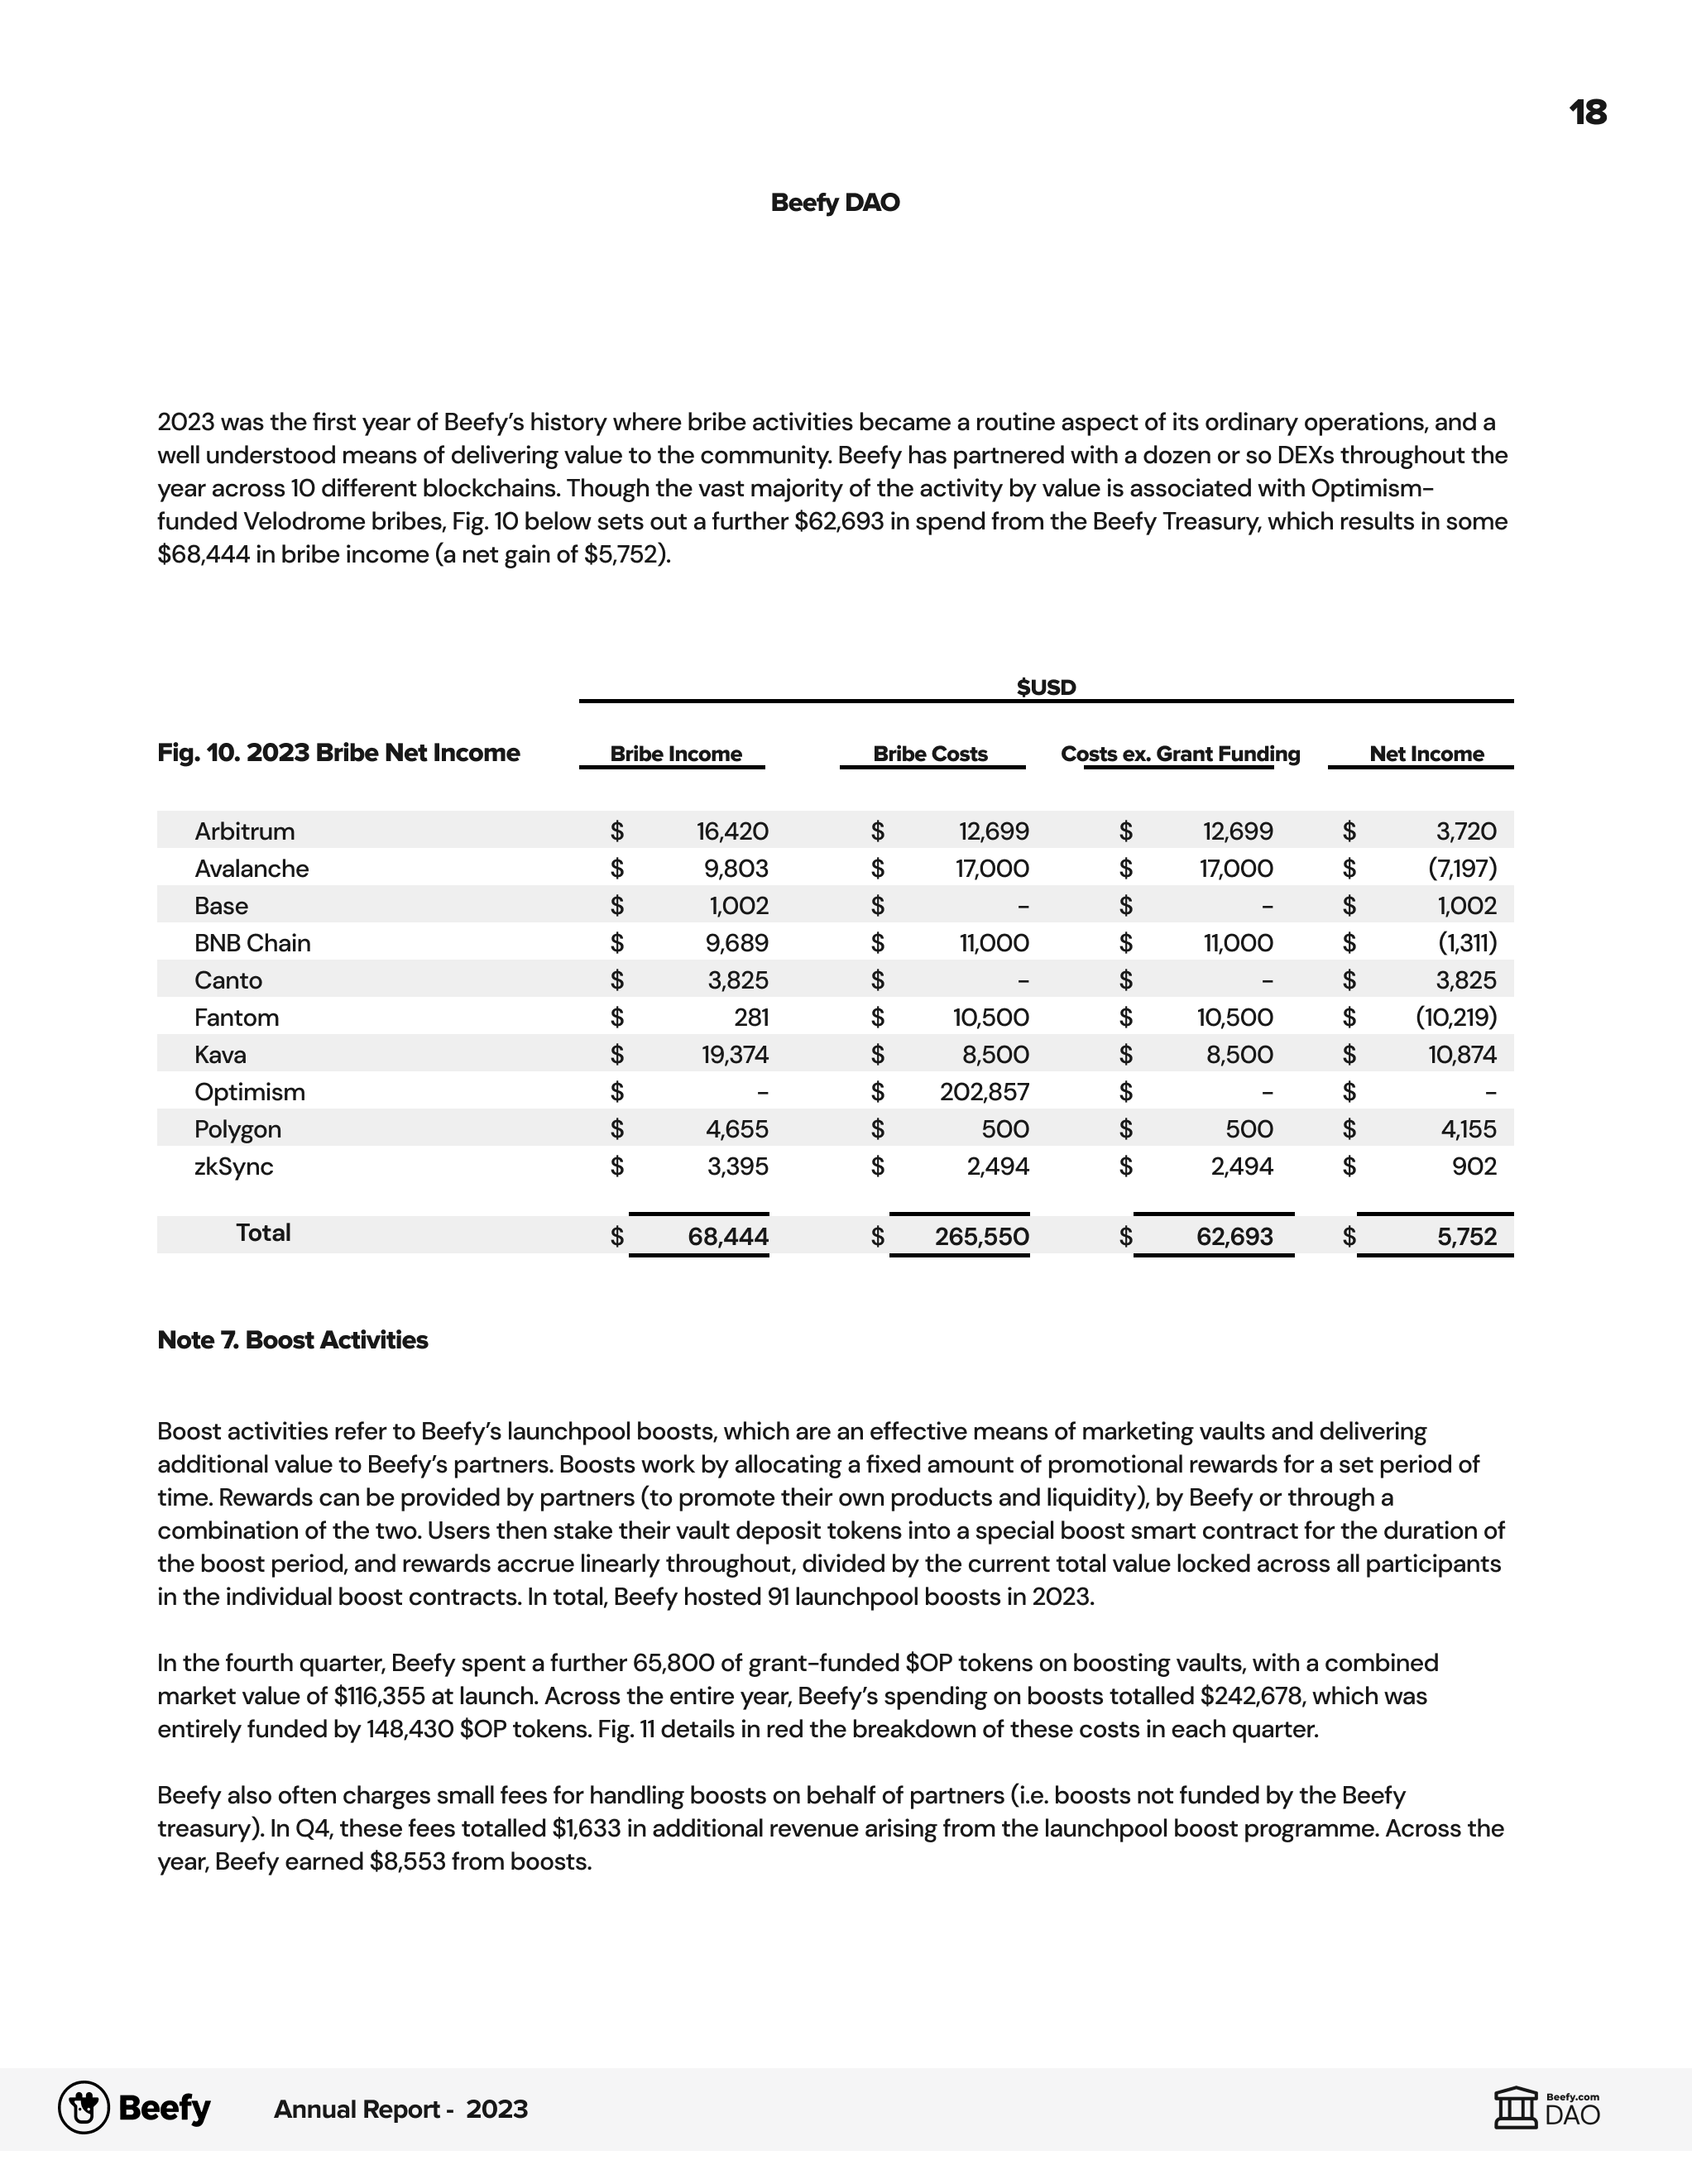 18
Beefy DAO
2023 was the first year of Beefy’s history where bribe activities became a routine aspect of its ordinary operations, and a
well understood means of delivering value to the community. Beefy has partnered with a dozen or so DEXs throughout the
year across 10 different blockchains. Though the vast majority of the activity by value is associated with Optimism-
funded Velodrome bribes, Fig. 10 below sets out a further $62,693 in spend from the Beefy Treasury, which results in some
$68,444 in bribe income (a net gain of $5,752).
$USD
Fig. 10. 2023 Bribe Net Income Bribe Income Bribe Costs Costs ex. Grant Funding Net Income
Arbitrum $ 16,420 $ 12,699 $ 12,699 $ 3,720
Avalanche $ 9,803 $ 17,000 $ 17,000 $ (7,197)
Base $ 1,002 $ - $ - $ 1,002
BNB Chain $ 9,689 $ 11,000 $ 11,000 $ (1,311)
Canto $ 3,825 $ - $ - $ 3,825
Fantom $ 281 $ 10,500 $ 10,500 $ (10,219)
Kava $ 19,374 $ 8,500 $ 8,500 $ 10,874
Optimism $ - $ 202,857 $ - $ -
Polygon $ 4,655 $ 500 $ 500 $ 4,155
zkSync $ 3,395 $ 2,494 $ 2,494 $ 902
Total $ 68,444 $ 265,550 $ 62,693 $ 5,752
Note 7. Boost Activities
Boost activities refer to Beefy’s launchpool boosts, which are an effective means of marketing vaults and delivering
additional value to Beefy’s partners. Boosts work by allocating a fixed amount of promotional rewards for a set period of
time. Rewards can be provided by partners (to promote their own products and liquidity), by Beefy or through a
combination of the two. Users then stake their vault deposit tokens into a special boost smart contract for the duration of
the boost period, and rewards accrue linearly throughout, divided by the current total value locked across all participants
in the individual boost contracts. In total, Beefy hosted 91 launchpool boosts in 2023.
In the fourth quarter, Beefy spent a further 65,800 of grant-funded $OP tokens on boosting vaults, with a combined
market value of $116,355 at launch. Across the entire year, Beefy’s spending on boosts totalled $242,678, which was
entirely funded by 148,430 $OP tokens. Fig. 11 details in red the breakdown of these costs in each quarter.
Beefy also often charges small fees for handling boosts on behalf of partners (i.e. boosts not funded by the Beefy
treasury). In Q4, these fees totalled $1,633 in additional revenue arising from the launchpool boost programme. Across the
year, Beefy earned $8,553 from boosts.
Beefy Annual Report - 2023
Beefy.com
DAO